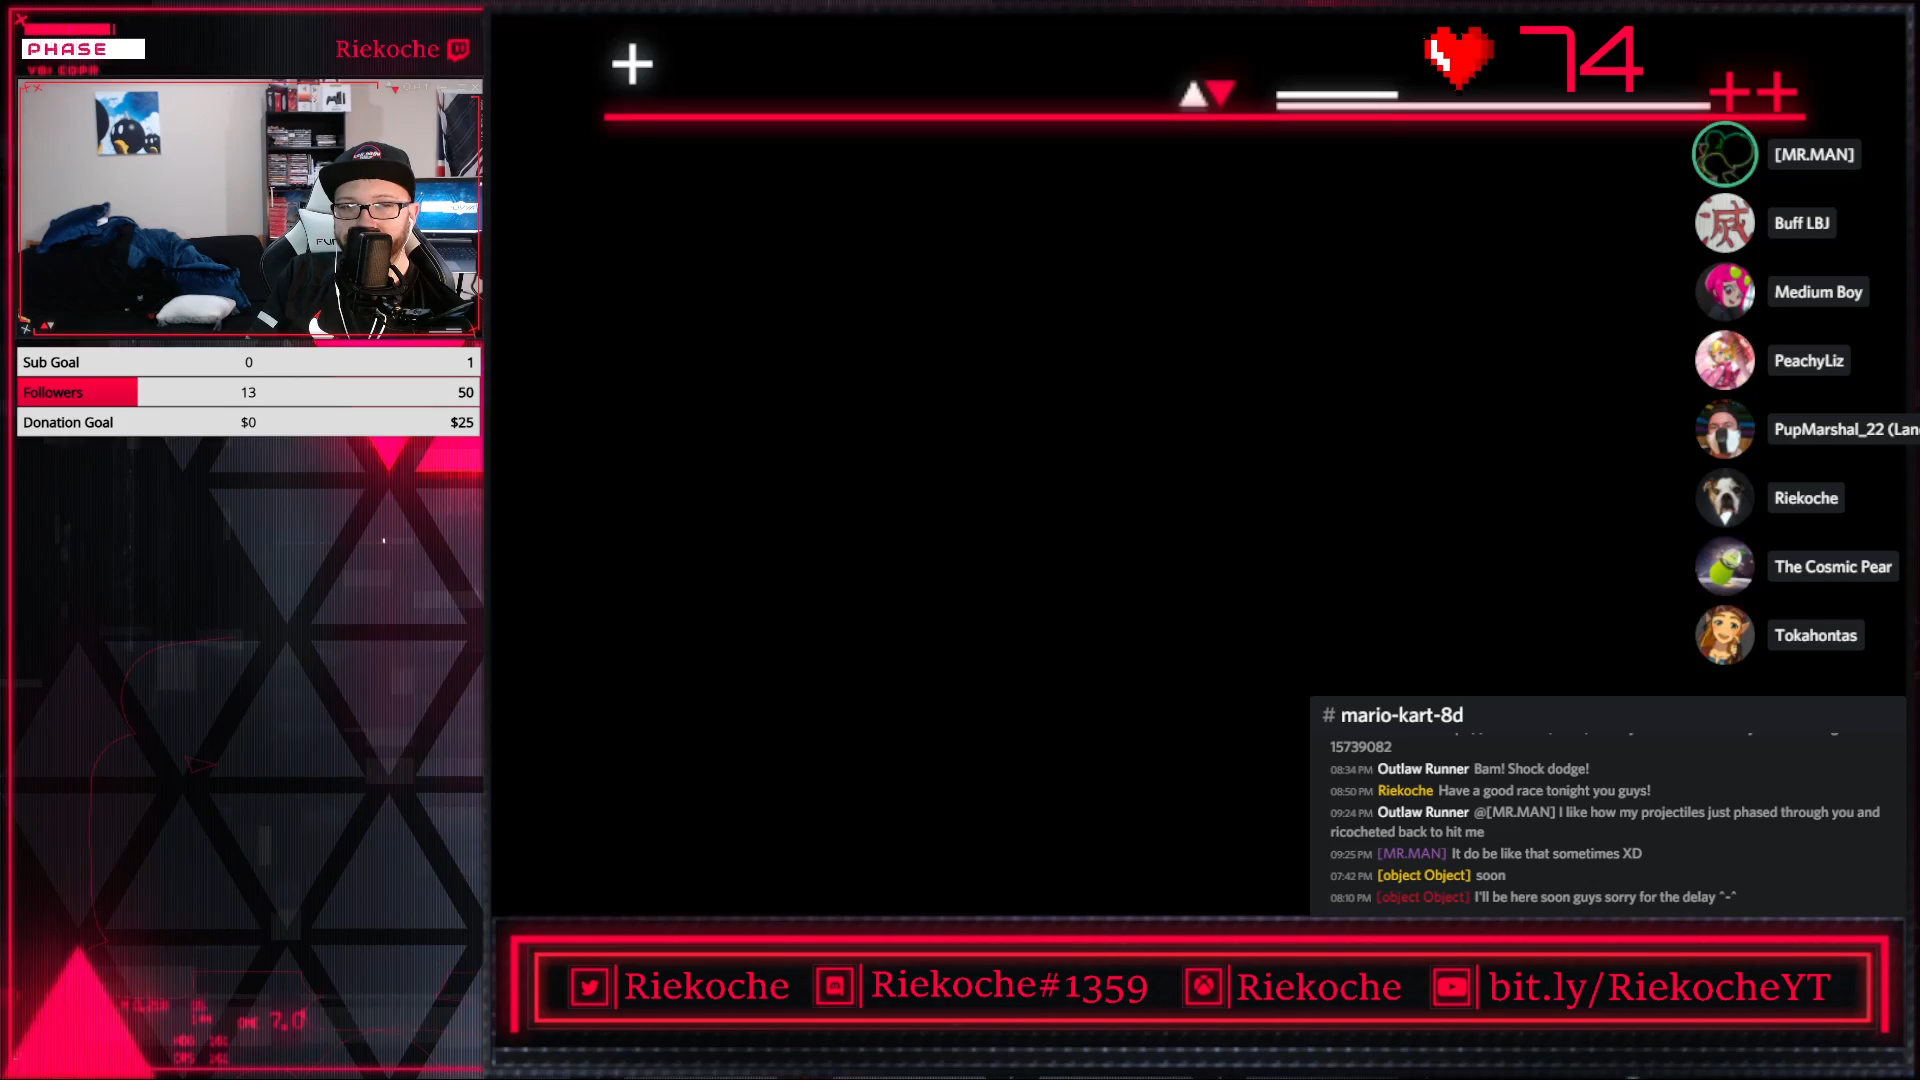 PHASE
Riekoche
Sub Goal 0 1
Followers 13 50
Donation Goal $0 $25
74
[MR.MAN]
Buff LBJ
Medium Boy
PeachyLiz
PupMarshal_22 (Lan
Riekoche
The Cosmic Pear
Tokahontas
# mario-kart-8d
15739082
08:34 PM Outlaw Runner Bam! Shock dodge!
08:50 PM Riekoche Have a good race tonight you guys!
09:24 PM Outlaw Runner @[MR.MAN] I like how my projectiles just phased through you and
ricocheted back to hit me
09:25 PM [MR.MAN] It do be like that sometimes XD
07:42 PM [object Object] soon
08:10 PM [object Object] I'll be here soon guys sorry for the delay ^-^
Riekoche Riekoche#1359 Riekoche bit.ly/RiekocheYT
7.0